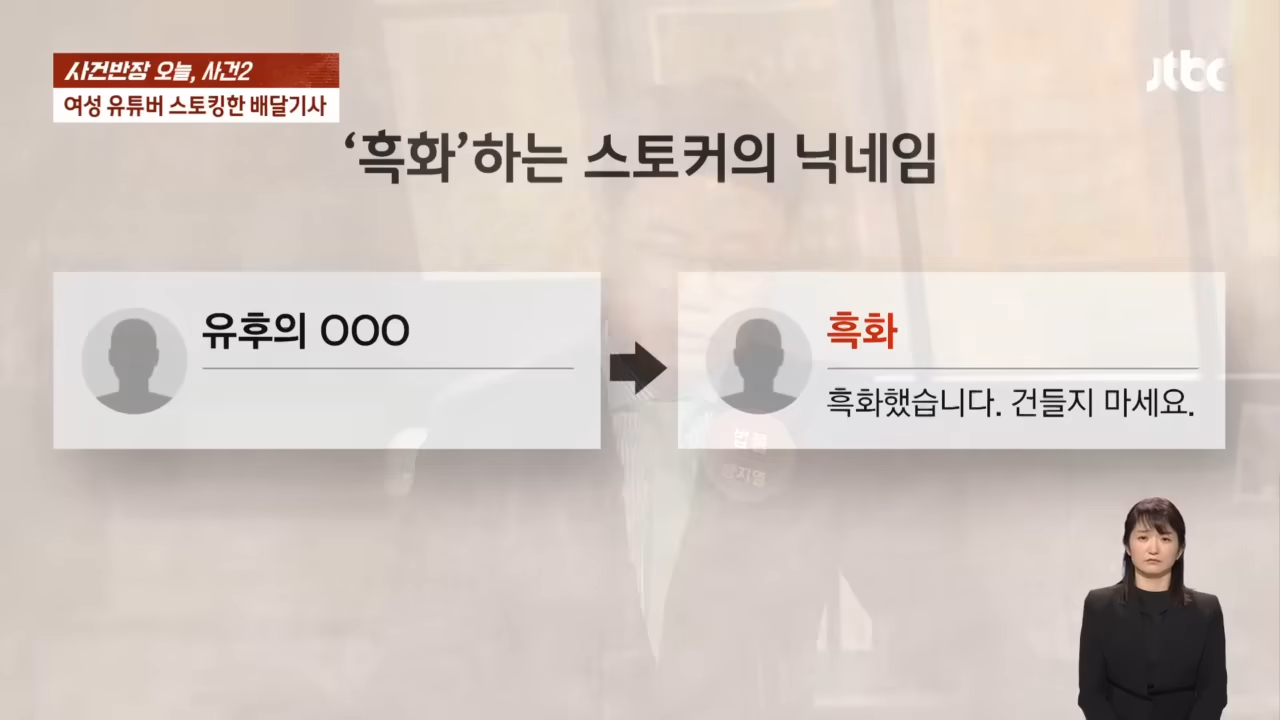 사건반장 오늘, 사건2
여성 유튜버 스토킹한 배달기사
jtbc
‘흑화’하는 스토커의 닉네임
유후의 OOO
흑화
흑화했습니다. 건들지 마세요.